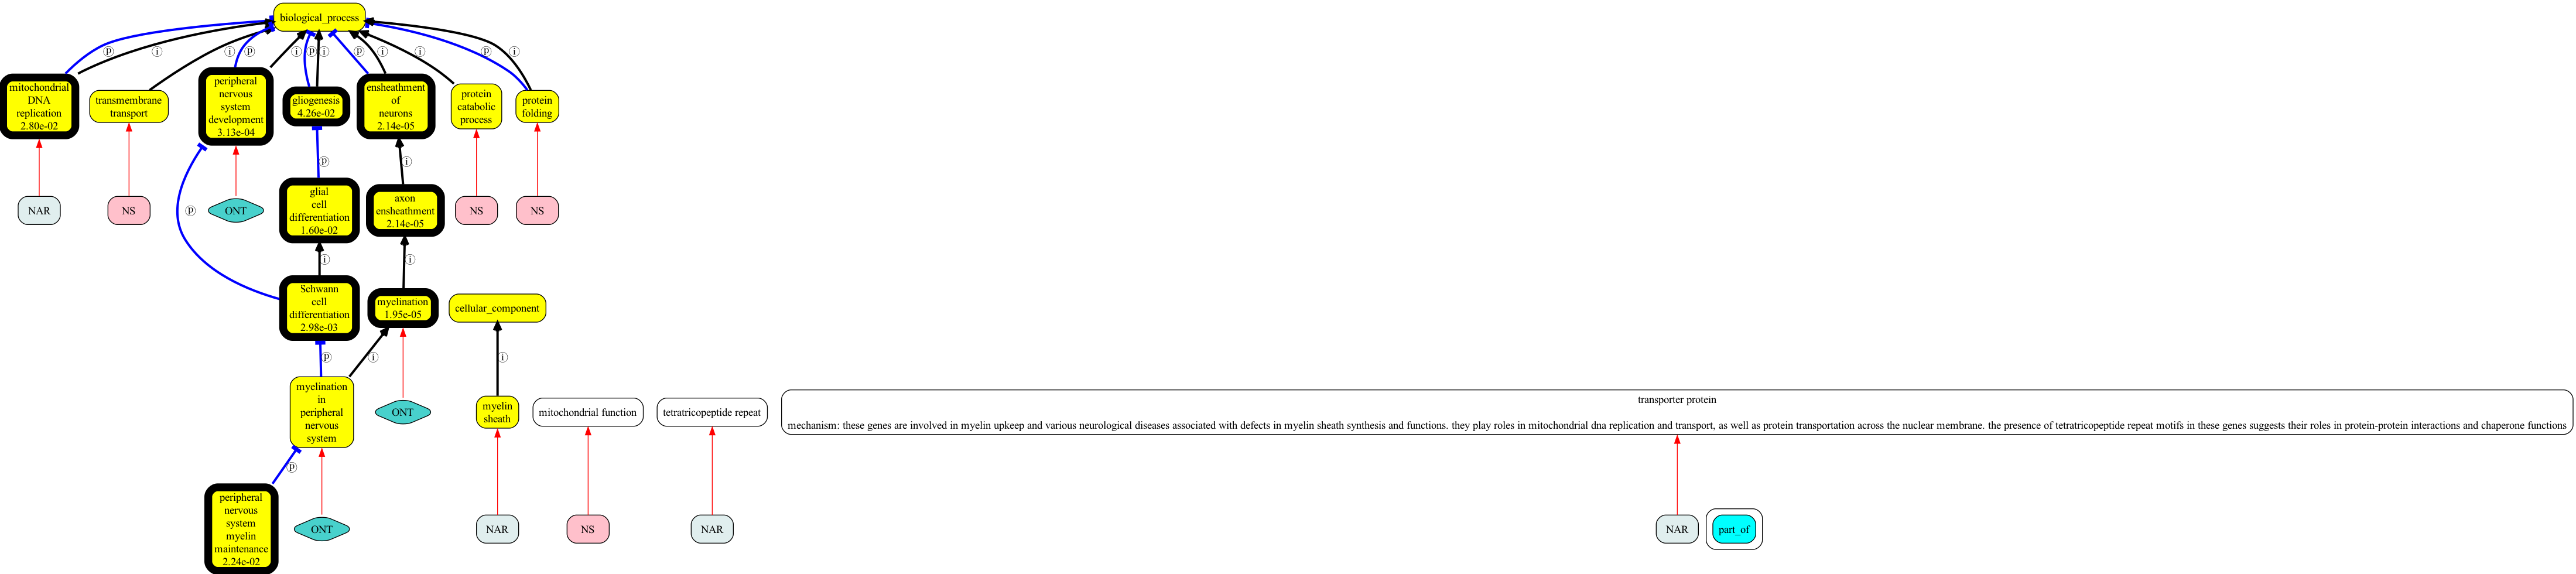 biological_process
ⓟ
ⓘ
ⓘ
ⓘ
ⓟ
ⓘ
ⓟ
ⓘ
ⓟ
ⓘ
ⓘ
ⓟ
ⓘ
mitochondrial
DNA
replication
2.80e-02
transmembrane
transport
peripheral
nervous
system
development
3.13e-04
gliogenesis
4.26e-02
ensheathment
of
neurons
2.14e-05
protein
catabolic
process
protein
folding
ⓟ
ⓘ
NAR
NS
ONT
glial
cell
differentiation
1.60e-02
axon
ensheathment
2.14e-05
NS
NS
ⓟ
ⓘ
ⓘ
Schwann
cell
differentiation
2.98e-03
myelination
1.95e-05
cellular_component
ⓟ
ⓘ
ⓘ
myelination
in
peripheral
nervous
system
ONT
myelin
sheath
mitochondrial function
tetratricopeptide repeat
transporter protein
mechanism: these genes are involved in myelin upkeep and various neurological diseases associated with defects in myelin sheath synthesis and functions. they play roles in mitochondrial dna replication and transport, as well as protein transportation across the nuclear membrane. the presence of tetratricopeptide repeat motifs in these genes suggests their roles in protein-protein interactions and chaperone functions
ⓟ
peripheral
nervous
system
myelin
maintenance
2.24e-02
ONT
NAR
NS
NAR
NAR
part_of